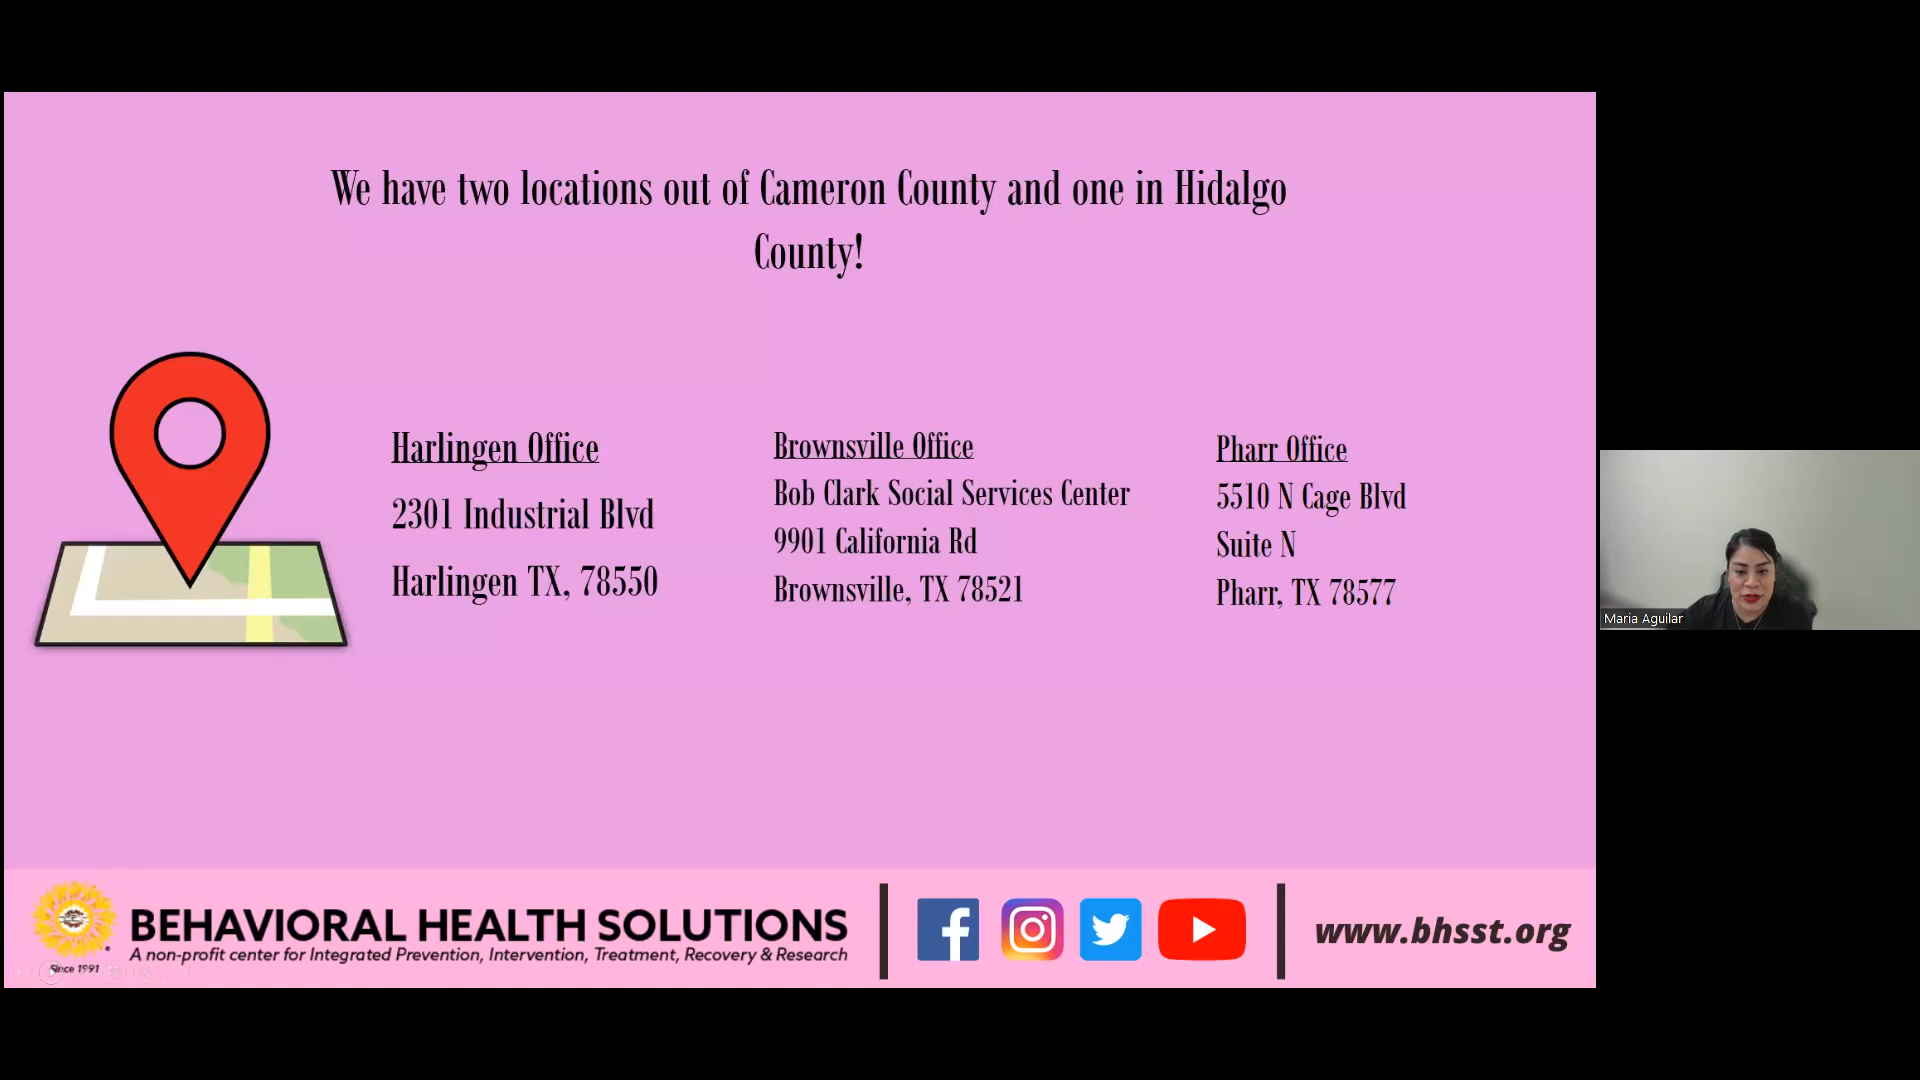 We have two locations out of Cameron County and one in Hidalgo
County!
Harlingen Office
2301 Industrial Blvd
Harlingen TX, 78550
Brownsville Office
Bob Clark Social Services Center
9901 California Rd
Brownsville, TX 78521
Pharr Office
5510 N Cage Blvd
Suite N
Pharr, TX 78577
Maria Aguilar
BEHAVIORAL HEALTH SOLUTIONS
A non-profit center for Integrated Prevention, Intervention, Treatment, Recovery & Research
Since 1991
www.bhsst.org